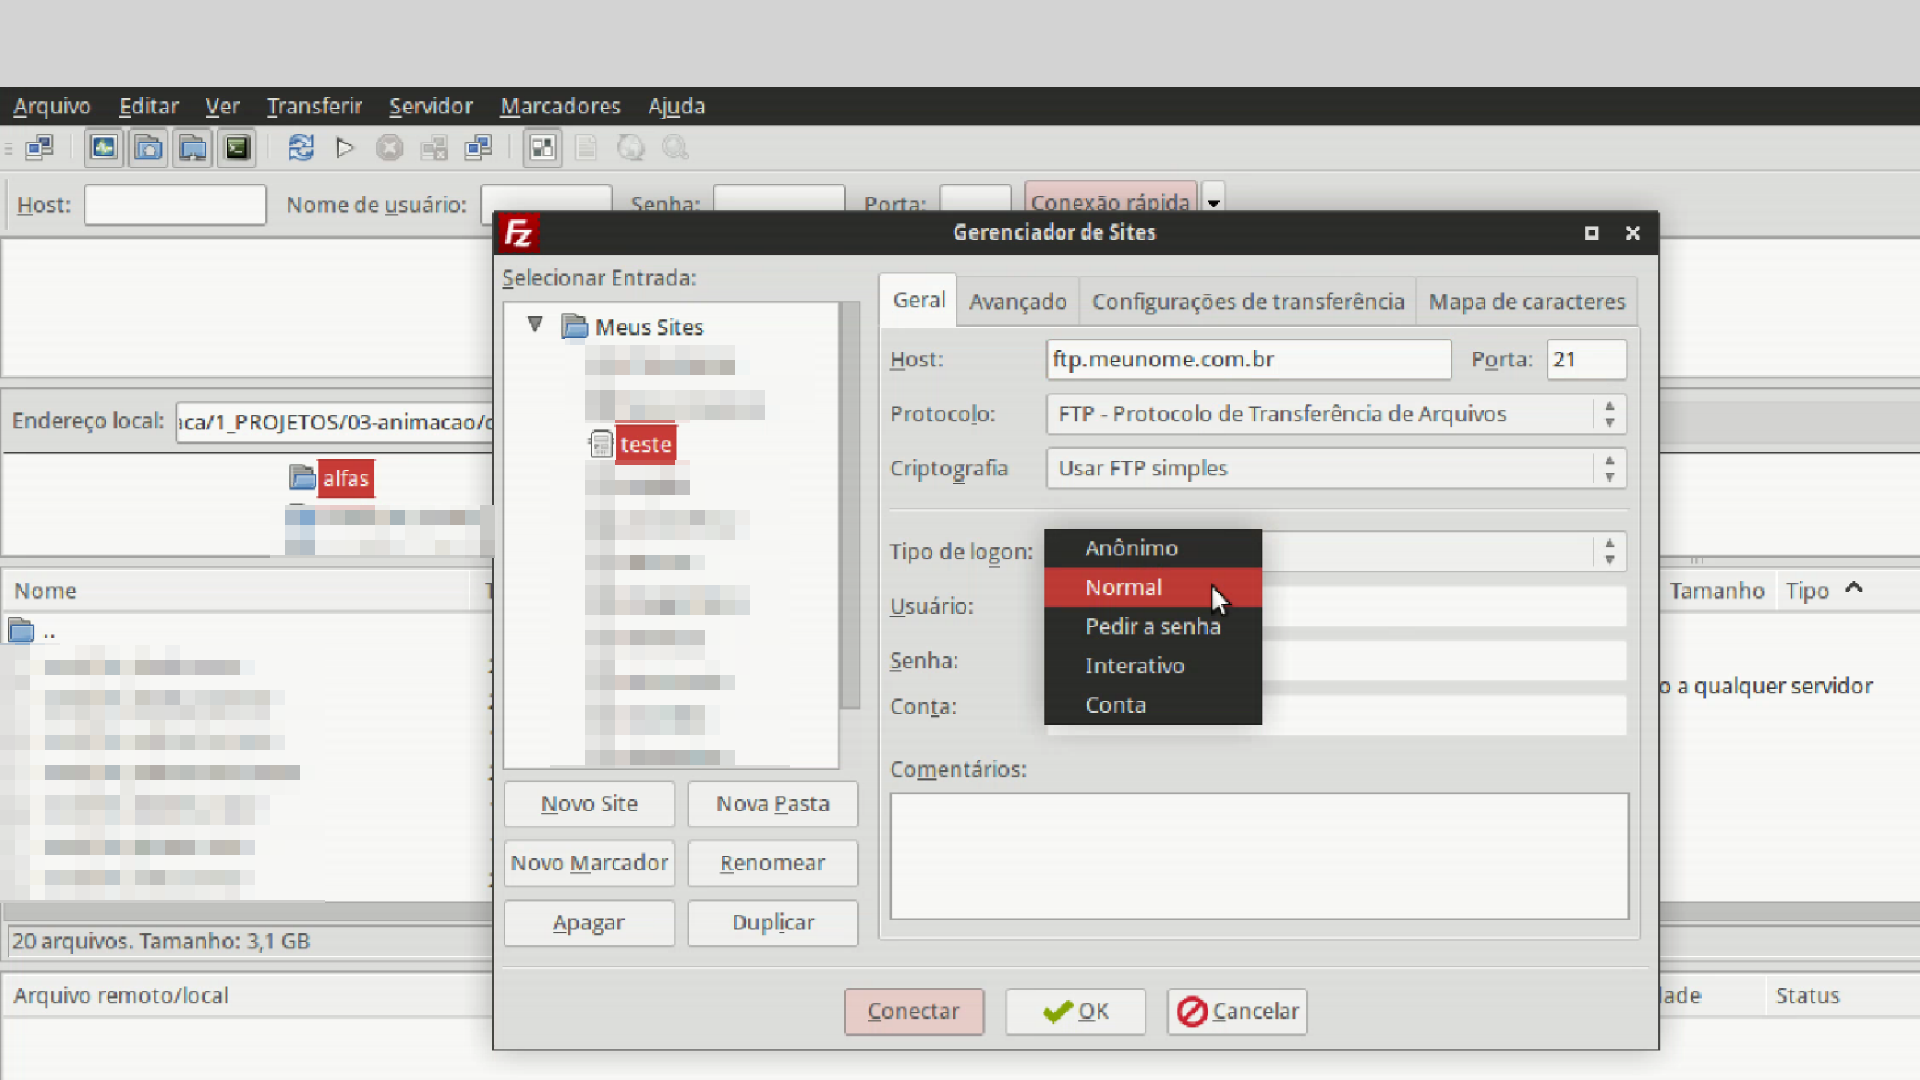 Arquivo Editar Ver Transferir Servidor Marcadores Ajuda
Host: Nome de usuário: Senha: Porta: Conexão rápida
Gerenciador de Sites
Selecionar Entrada:
Meus Sites
teste
Novo Site Nova Pasta
Novo Marcador Renomear
Apagar Duplicar
Geral Avançado Configurações de transferência Mapa de caracteres
Host: ftp.meunome.com.br Porta: 21
Protocolo: FTP - Protocolo de Transferência de Arquivos
Criptografia Usar FTP simples
Tipo de logon:
Anônimo
Normal
Pedir a senha
Interativo
Conta
Usuário:
Senha:
Conta:
Comentários:
Conectar OK Cancelar
Endereço local: /1_PROJETOS/03-animacao/
alfas
Nome
..
20 arquivos. Tamanho: 3,1 GB
Arquivo remoto/local
Tamanho Tipo
a qualquer servidor
Status